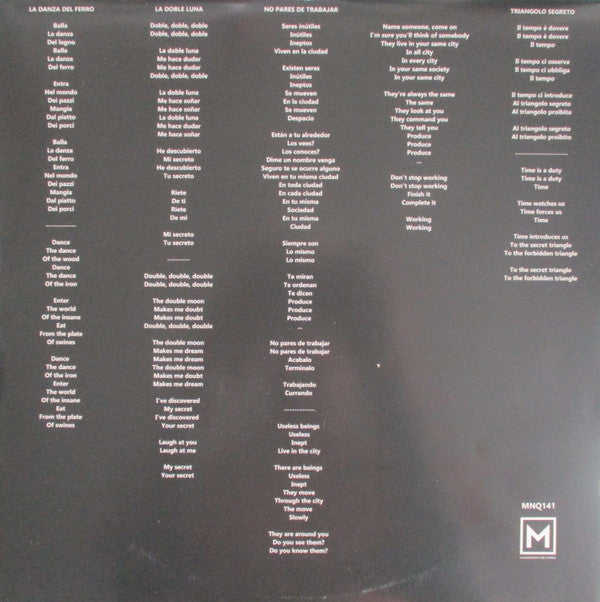 LA DANZA DEL FERRO
Balla
La danza
Del legno
Balla
La danza
Del ferro
Entra
Nel mondo
Dei pazzi
Mangia
Dal piatto
Dei porci
Balla
La danza
Del ferro
Entra
Nel mondo
Dei pazzi
Mangia
Dal piatto
Dei porci
------------
Dance
The dance
Of the wood
Dance
The dance
Of the iron
Enter
The world
Of the insane
Eat
From the plate
Of swines
Dance
The dance
Of the iron
Enter
The world
Of the insane
Eat
From the plate
Of swines
LA DOBLE LUNA
Doble, doble, doble
Doble, doble, doble
La doble luna
Me hace dudar
Me hace dudar
Doble, doble, doble
La doble luna
Me hace soñar
La doble luna
Me hace dudar
Me hace soñar
He descubierto
Mi secreto
He descubierto
Tu secreto
Riete
De ti
Riete
De mi
Mi secreto
Tu secreto
---------
Double, double, double
Double, double, double
The double moon
Makes me doubt
Makes me doubt
Double, double, double
The double moon
Makes me dream
Makes me dream
The double moon
Makes me doubt
Makes me dream
I've discovered
My secret
I've discovered
Your secret
Laugh at you
Laugh at me
My secret
Your secret
NO PARES DE TRABAJAR
Seres inútiles
Inútiles
Ineptos
Viven en la ciudad
Existen seres
Inútiles
Ineptos
Se mueven
En la ciudad
Se mueven
Despacio
Están a tu alrededor
Los vees?
Los conoces?
Dime un nombre venga
Seguro te se ocurre alguno
Viven en tu misma ciudad
En toda ciudad
En cada ciudad
En tu misma
Sociedad
En tu misma
Ciudad
Siempre son
Lo mismo
Lo mismo
Te miran
Te ordenan
Te dicen
Produce
Produce
Produce
...
No pares de trabajar
No pares de trabajar
Acabalo
Terminalo
Trabajando
Currando
------------
Useless beings
Useless
Inept
Live in the city
There are beings
Useless
Inept
They move
Through the city
The move
Slowly
They are around you
Do you see them?
Do you know them?
Name someone, come on
I'm sure you'll think of somebody
They live in your same city
In all city
In every city
In your same society
In your same city
They're always the same
The same
They look at you
They command you
They tell you
Produce
Produce
Produce
...
Don't stop working
Don't stop working
Finish it
Complete it
Working
Working
TRIANGOLO SEGRETO
Il tempo è dovere
Il tempo è dovere
Il tempo
Il tempo ci osserva
Il tempo ci obbliga
Il tempo
Il tempo ci introduce
Al triangolo segreto
Al triangolo proibito
Al triangolo segreto
Al triangolo proibito
------------------
Time is a duty
Time is a duty
Time
Time watches us
Time forces us
Time
Time introduces us
To the secret triangle
To the forbidden triangle
To the secret triangle
To the forbidden triangle
MNQ141
M